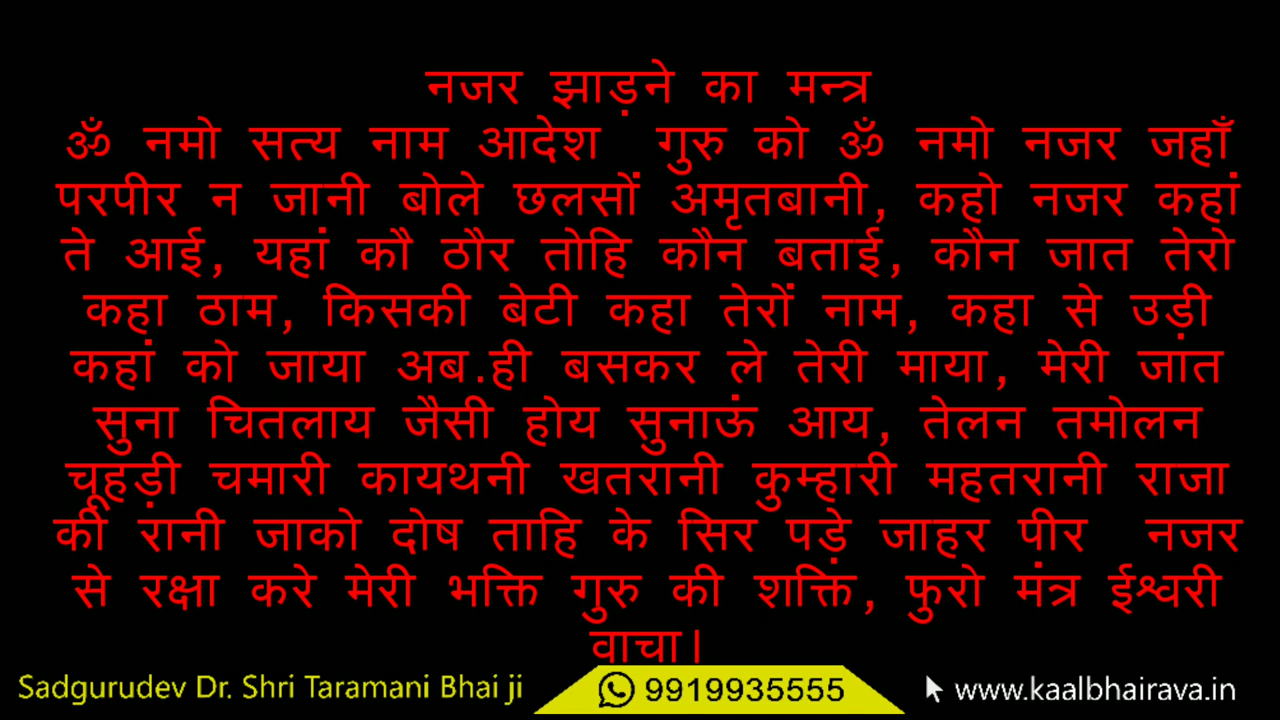 नजर झाड़ने का मन्त्र
ॐ नमो सत्य नाम आदेश गुरु को ॐ नमो नजर जहाँ
परपीर न जानी बोले छलसों अमृतबानी, कहो नजर कहां
ते आई, यहां कौ ठौर तोहि कौन बताई, कौन जात तेरो
कहा ठाम, किसकी बेटी कहा तेरों नाम, कहा से उड़ी
कहां को जाया अब.ही बसकर ले तेरी माया, मेरी जात
सुना चितलाय जैसी होय सुनाऊं आय, तेलन तमोलन
चूहड़ी चमारी कायथनी खतरानी कुम्हारी महतरानी राजा
की रानी जाको दोष ताहि के सिर पड़े जाहर पीर नजर
से रक्षा करे मेरी भक्ति गुरु की शक्ति, फुरो मंत्र ईश्वरी
वाचा।
Sadgurudev Dr. Shri Taramani Bhai ji 9919935555 www.kaalbhairava.in